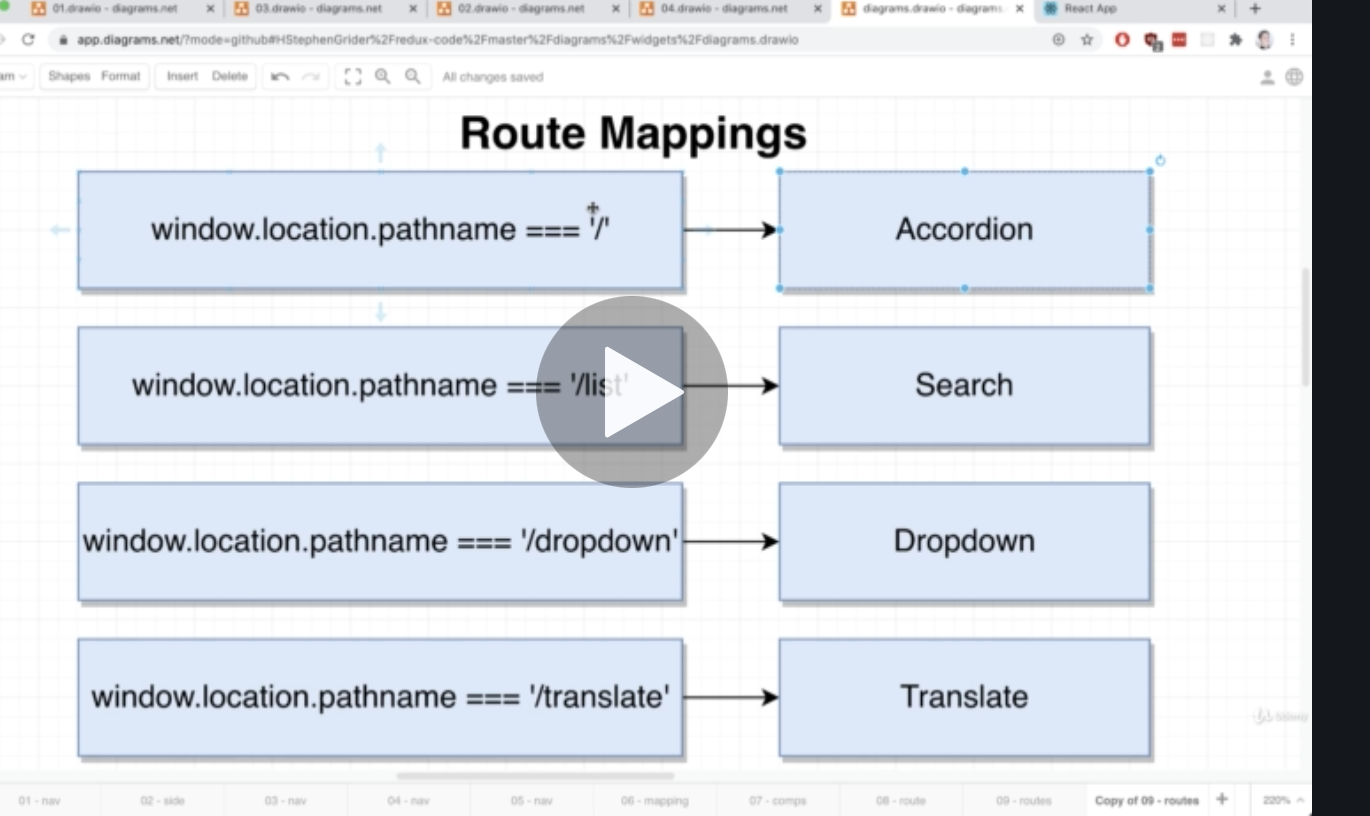 01.drawio - diagrams.net
03.drawio - diagrams.net
02.drawio - diagrams.net
04.drawio - diagrams.net
diagrams.drawio - diagrams.
React App
app.diagrams.net/?mode=github#HStephenGrider%2Fredux-code%2Fmaster%2Fdiagrams%2Fwidgets%2Fdiagrams.drawio
am Shapes Format Insert Delete All changes saved
Route Mappings
window.location.pathname === '/'
Accordion
window.location.pathname === '/list'
Search
window.location.pathname === '/dropdown'
Dropdown
window.location.pathname === '/translate'
Translate
01 - nav
02 - side
03 - nav
04 - nav
05 - nav
06 - mapping
07 - comps
08 - route
09 - routes
Copy of 09 - routes
220%